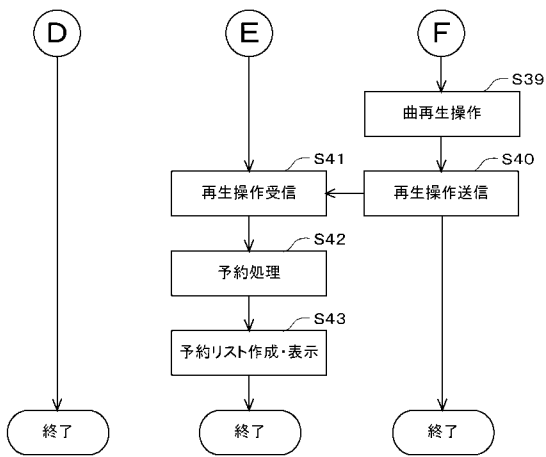 D
E
F
S39
曲再生操作
S41
S40
再生操作受信
再生操作送信
S42
予約処理
S43
予約リスト作成・表示
終了
終了
終了